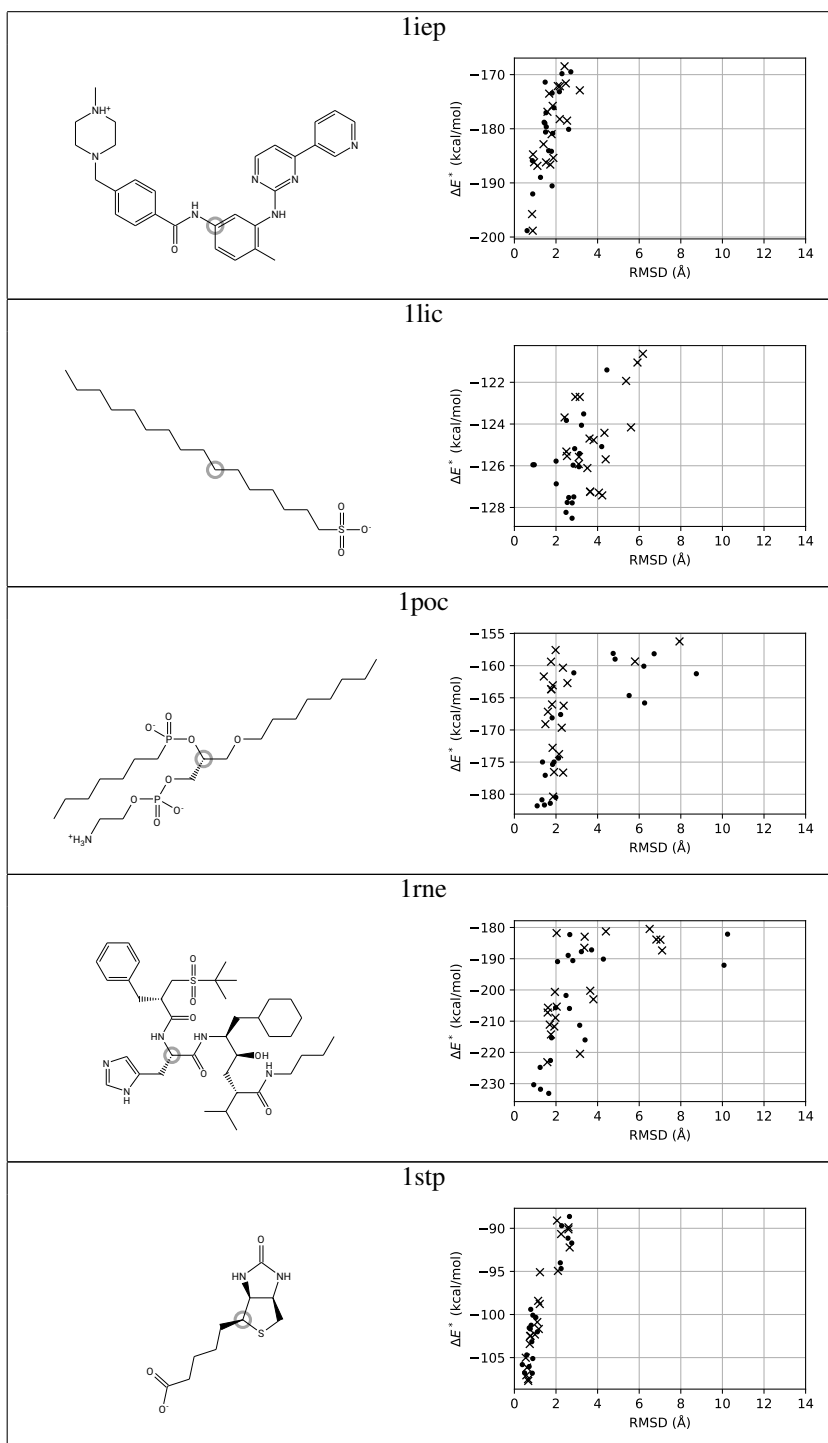 1iep
CH₃
NH⁺
N
N
N
N
N
H
O
NH
CH₃
−170
−180
−190
−200
ΔE* (kcal/mol)
0 2 4 6 8 10 12 14
RMSD (Å)
1lic
O
S
O⁻
O
−122
−124
−126
−128
ΔE* (kcal/mol)
0 2 4 6 8 10 12 14
RMSD (Å)
1poc
O
O⁻
P
O
O
O
O
P
O⁻
O
⁺H₃N
−155
−160
−165
−170
−175
−180
ΔE* (kcal/mol)
0 2 4 6 8 10 12 14
RMSD (Å)
1rne
O
S
O
O
NH
HN
O
OH
HN
O
N
N
H
−180
−190
−200
−210
−220
−230
ΔE* (kcal/mol)
0 2 4 6 8 10 12 14
RMSD (Å)
1stp
O
HN NH
S
O
O⁻
−90
−95
−100
−105
ΔE* (kcal/mol)
0 2 4 6 8 10 12 14
RMSD (Å)